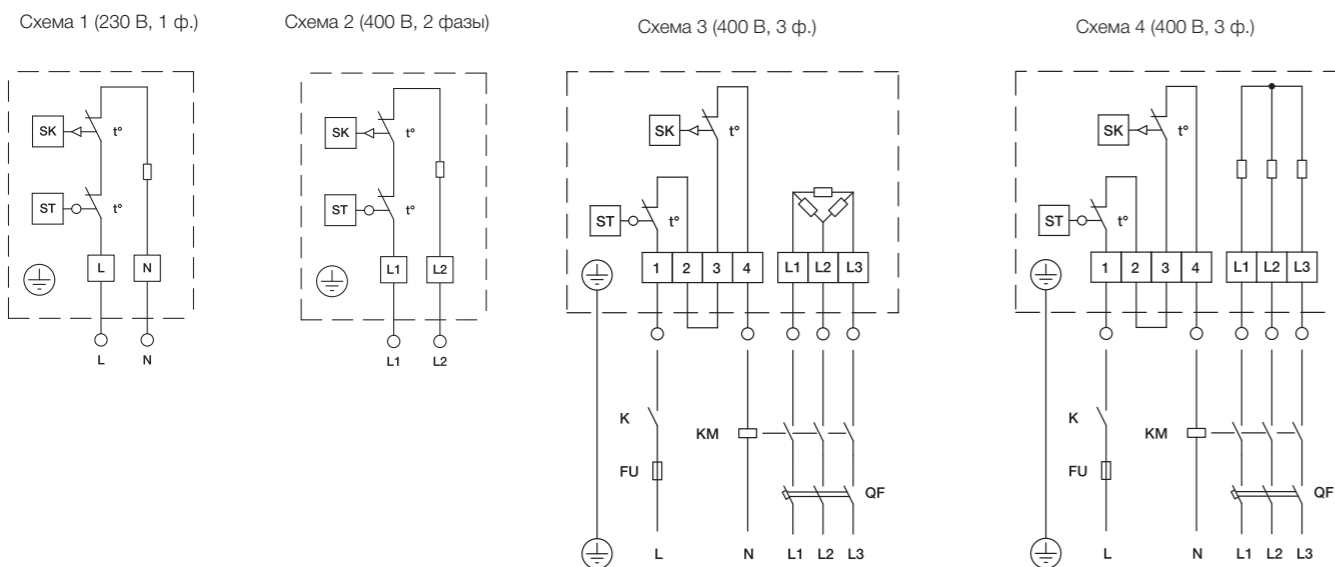 Схема 1 (230 В, 1 ф.)
Схема 2 (400 В, 2 фазы)
Схема 3 (400 В, 3 ф.)
Схема 4 (400 В, 3 ф.)
SK
t°
ST
t°
L
N
L
N
SK
t°
ST
t°
L1
L2
L1
L2
SK
t°
ST
t°
1 2 3 4
L1 L2 L3
K
KM
FU
QF
L
N
L1 L2 L3
SK
t°
ST
t°
1 2 3 4
L1 L2 L3
K
KM
FU
QF
L
N
L1 L2 L3